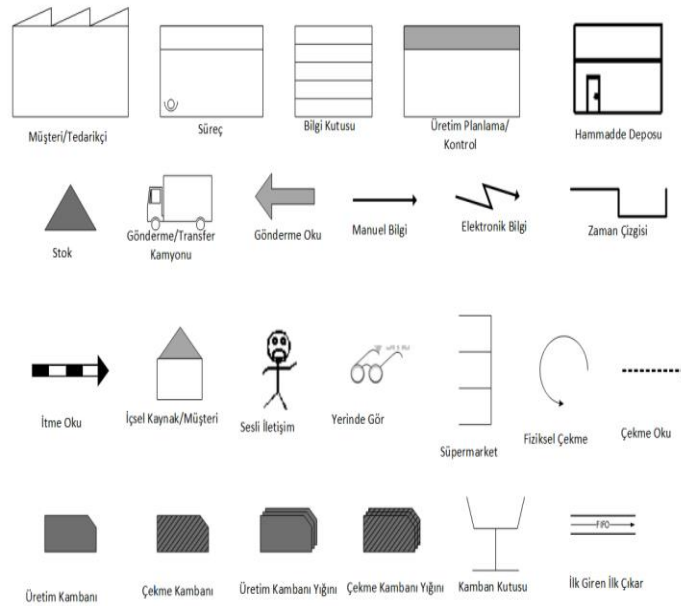 Müşteri/Tedarikçi
Süreç
Bilgi Kutusu
Üretim Planlama/
Kontrol
Hammadde Deposu
Stok
Gönderme/Transfer
Kamyonu
Gönderme Oku
Manuel Bilgi
Elektronik Bilgi
Zaman Çizgisi
İtme Oku
İçsel Kaynak/Müşteri
Sesli İletişim
Yerinde Gör
Süpermarket
Fiziksel Çekme
Çekme Oku
Üretim Kambanı
Çekme Kambanı
Üretim Kambanı Yığını
Çekme Kambanı Yığını
Kamban Kutusu
FIFO
İlk Giren İlk Çıkar